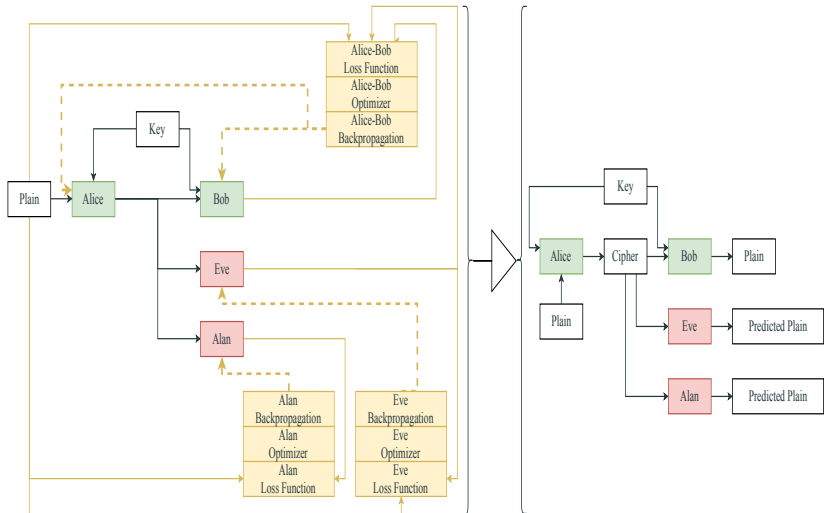 Alice-Bob
Loss Function
Alice-Bob
Optimizer
Alice-Bob
Backpropagation
Key
Plain
Alice
Bob
Eve
Alan
Alan
Backpropagation
Alan
Optimizer
Alan
Loss Function
Eve
Backpropagation
Eve
Optimizer
Eve
Loss Function
Key
Alice
Cipher
Bob
Plain
Plain
Eve
Predicted Plain
Alan
Predicted Plain